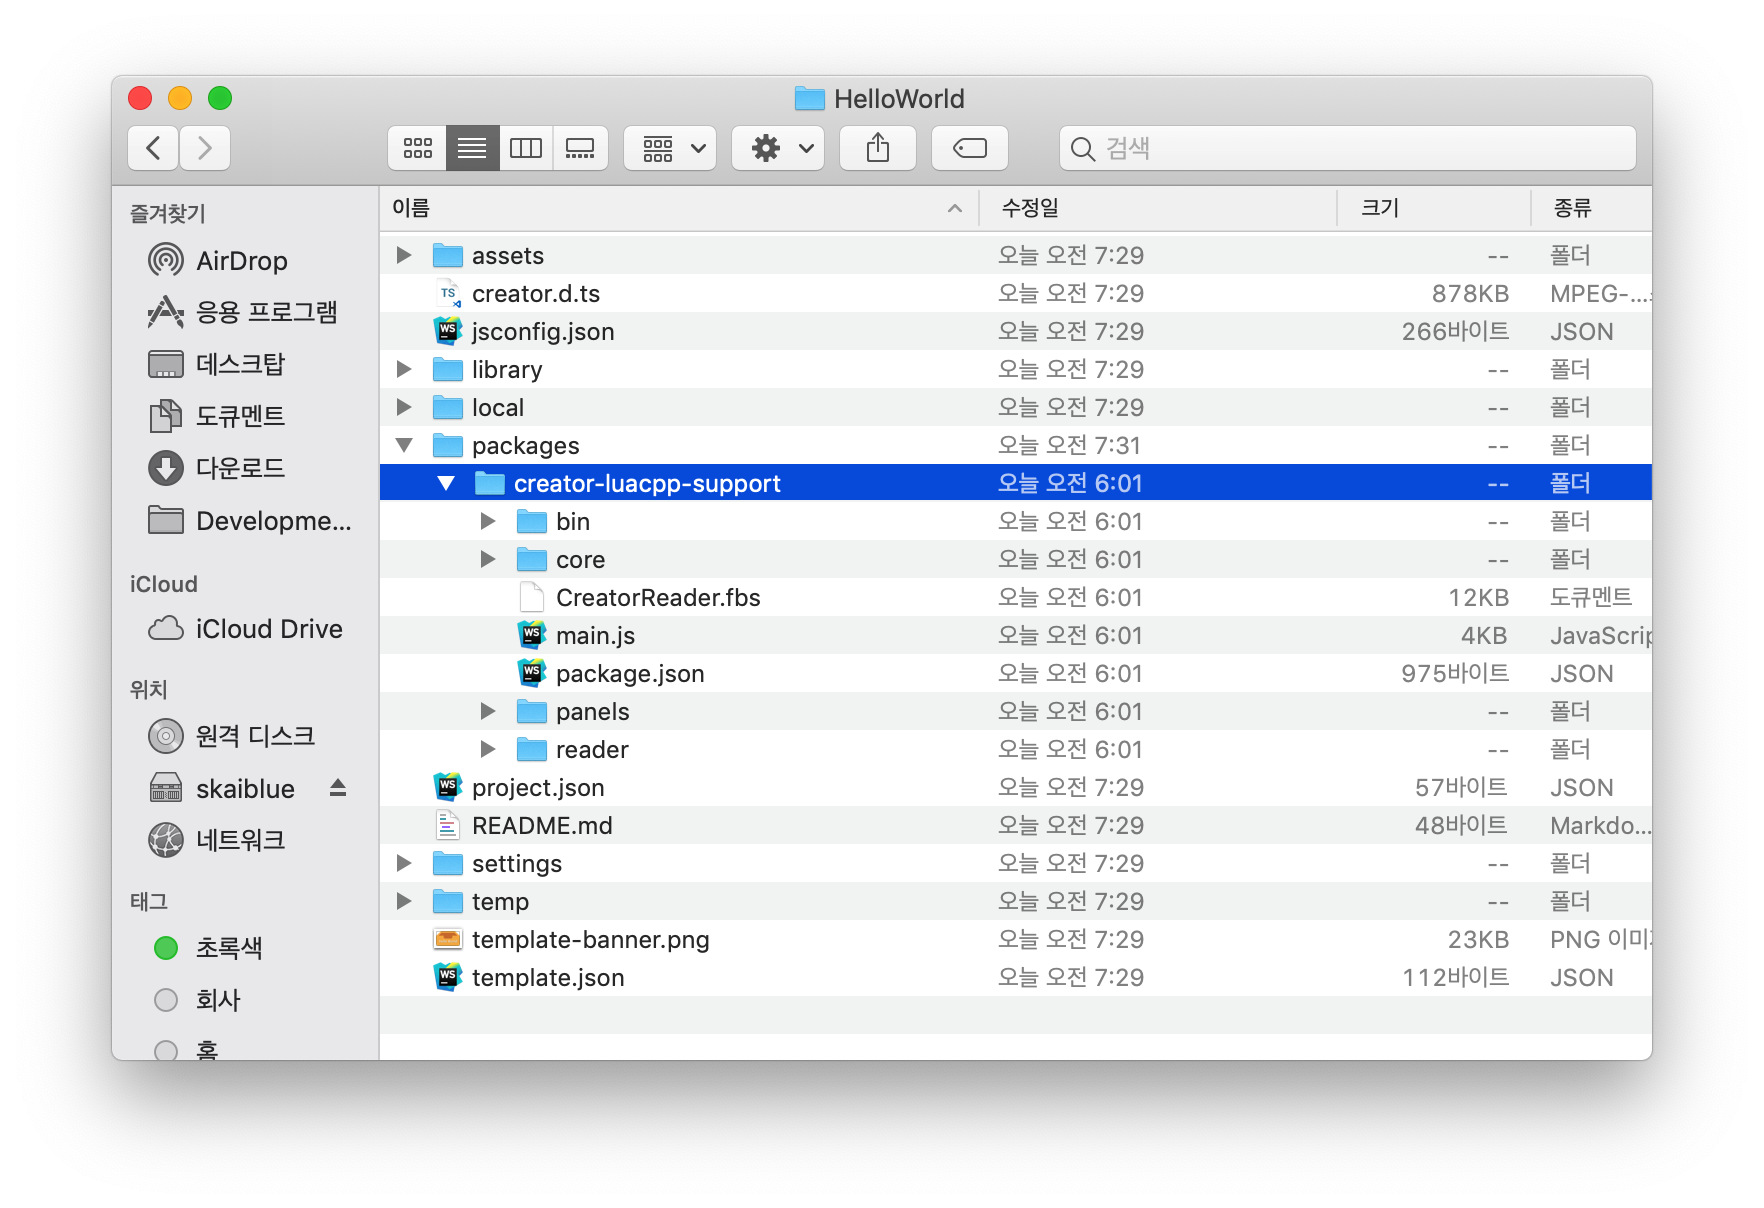 HelloWorld
검색
즐겨찾기
AirDrop
응용 프로그램
데스크탑
도큐멘트
다운로드
Developme...
iCloud
iCloud Drive
위치
원격 디스크
skaiblue
네트워크
태그
초록색
회사
홈
이름 수정일 크기 종류
assets 오늘 오전 7:29 -- 폴더
TS creator.d.ts 오늘 오전 7:29 878KB MPEG-...
WS jsconfig.json 오늘 오전 7:29 266바이트 JSON
library 오늘 오전 7:29 -- 폴더
local 오늘 오전 7:29 -- 폴더
packages 오늘 오전 7:31 -- 폴더
creator-luacpp-support 오늘 오전 6:01 -- 폴더
bin 오늘 오전 6:01 -- 폴더
core 오늘 오전 6:01 -- 폴더
CreatorReader.fbs 오늘 오전 6:01 12KB 도큐멘트
WS main.js 오늘 오전 6:01 4KB JavaScrip
WS package.json 오늘 오전 6:01 975바이트 JSON
panels 오늘 오전 6:01 -- 폴더
reader 오늘 오전 6:01 -- 폴더
WS project.json 오늘 오전 7:29 57바이트 JSON
README.md 오늘 오전 7:29 48바이트 Markdo...
settings 오늘 오전 7:29 -- 폴더
temp 오늘 오전 7:29 -- 폴더
template-banner.png 오늘 오전 7:29 23KB PNG 이미
WS template.json 오늘 오전 7:29 112바이트 JSON